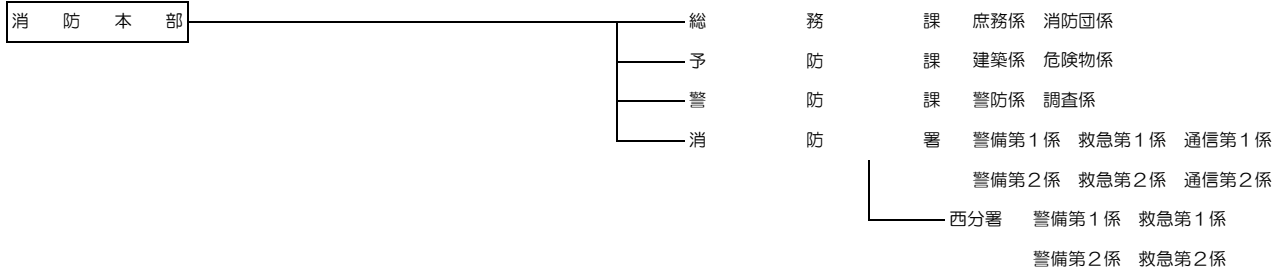 消防本部 総務課 庶務係 消防団係
予防課 建築係 危険物係
警防課 警防係 調査係
消防署 警備第1係 救急第1係 通信第1係
警備第2係 救急第2係 通信第2係
西分署 警備第1係 救急第1係
警備第2係 救急第2係